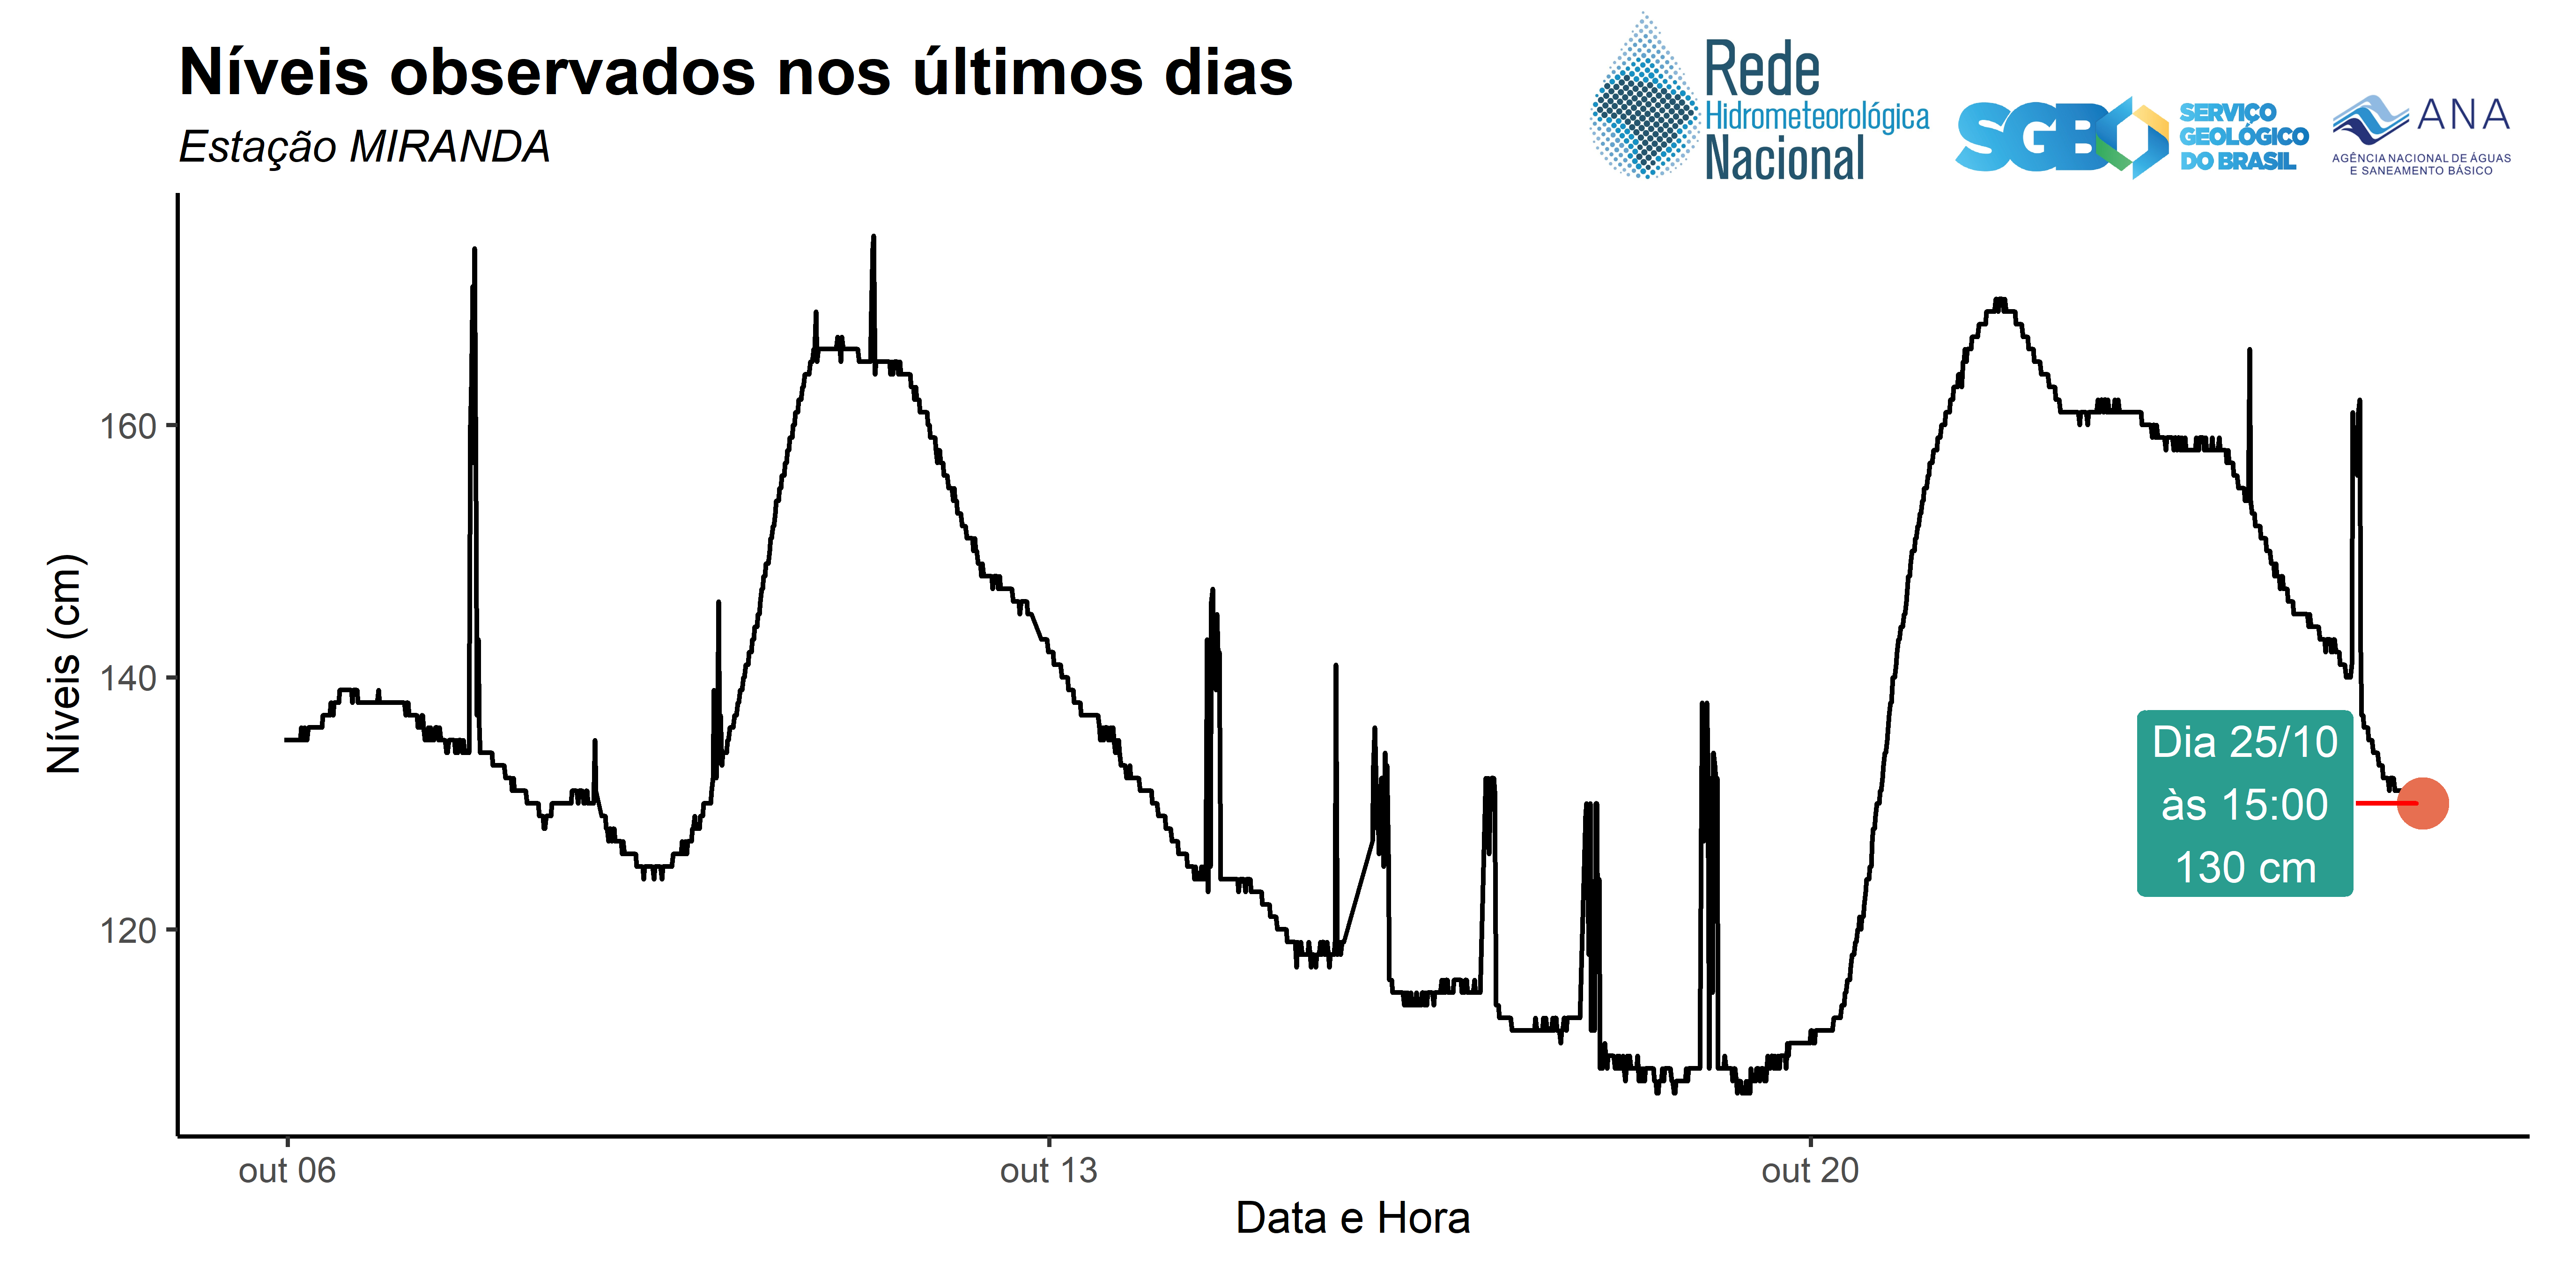 Níveis observados nos últimos dias
Estação MIRANDA
Rede
Hidrometeorológica
Nacional
SGB
SERVIÇO
GEOLÓGICO
DO BRASIL
ANA
AGÊNCIA NACIONAL DE ÁGUAS
E SANEAMENTO BÁSICO
Níveis (cm)
160
140
120
Dia 25/10
às 15:00
130 cm
out 06
out 13
out 20
Data e Hora